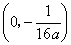 (0, -1/(16a))